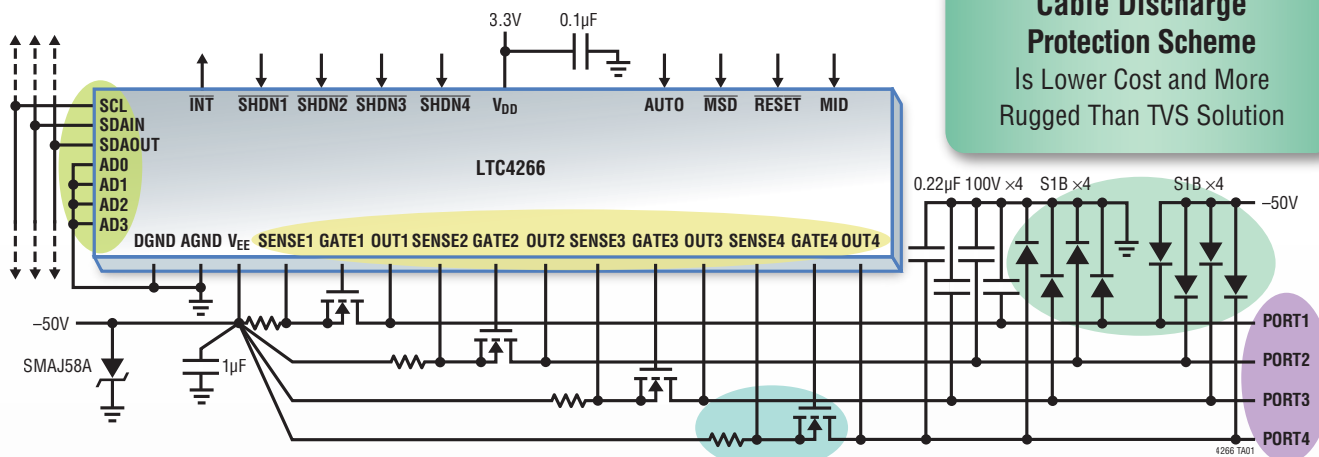 Cable Discharge
Protection Scheme
Is Lower Cost and More
Rugged Than TVS Solution
3.3V
0.1µF
SCL
SDAIN
SDAOUT
AD0
AD1
AD2
AD3
INT SHDN1 SHDN2 SHDN3 SHDN4 VDD AUTO MSD RESET MID
LTC4266
DGND AGND VEE SENSE1 GATE1 OUT1 SENSE2 GATE2 OUT2 SENSE3 GATE3 OUT3 SENSE4 GATE4 OUT4
0.22µF 100V ×4
S1B ×4
S1B ×4
–50V
–50V
SMAJ58A
1µF
PORT1
PORT2
PORT3
PORT4
4266 TA01